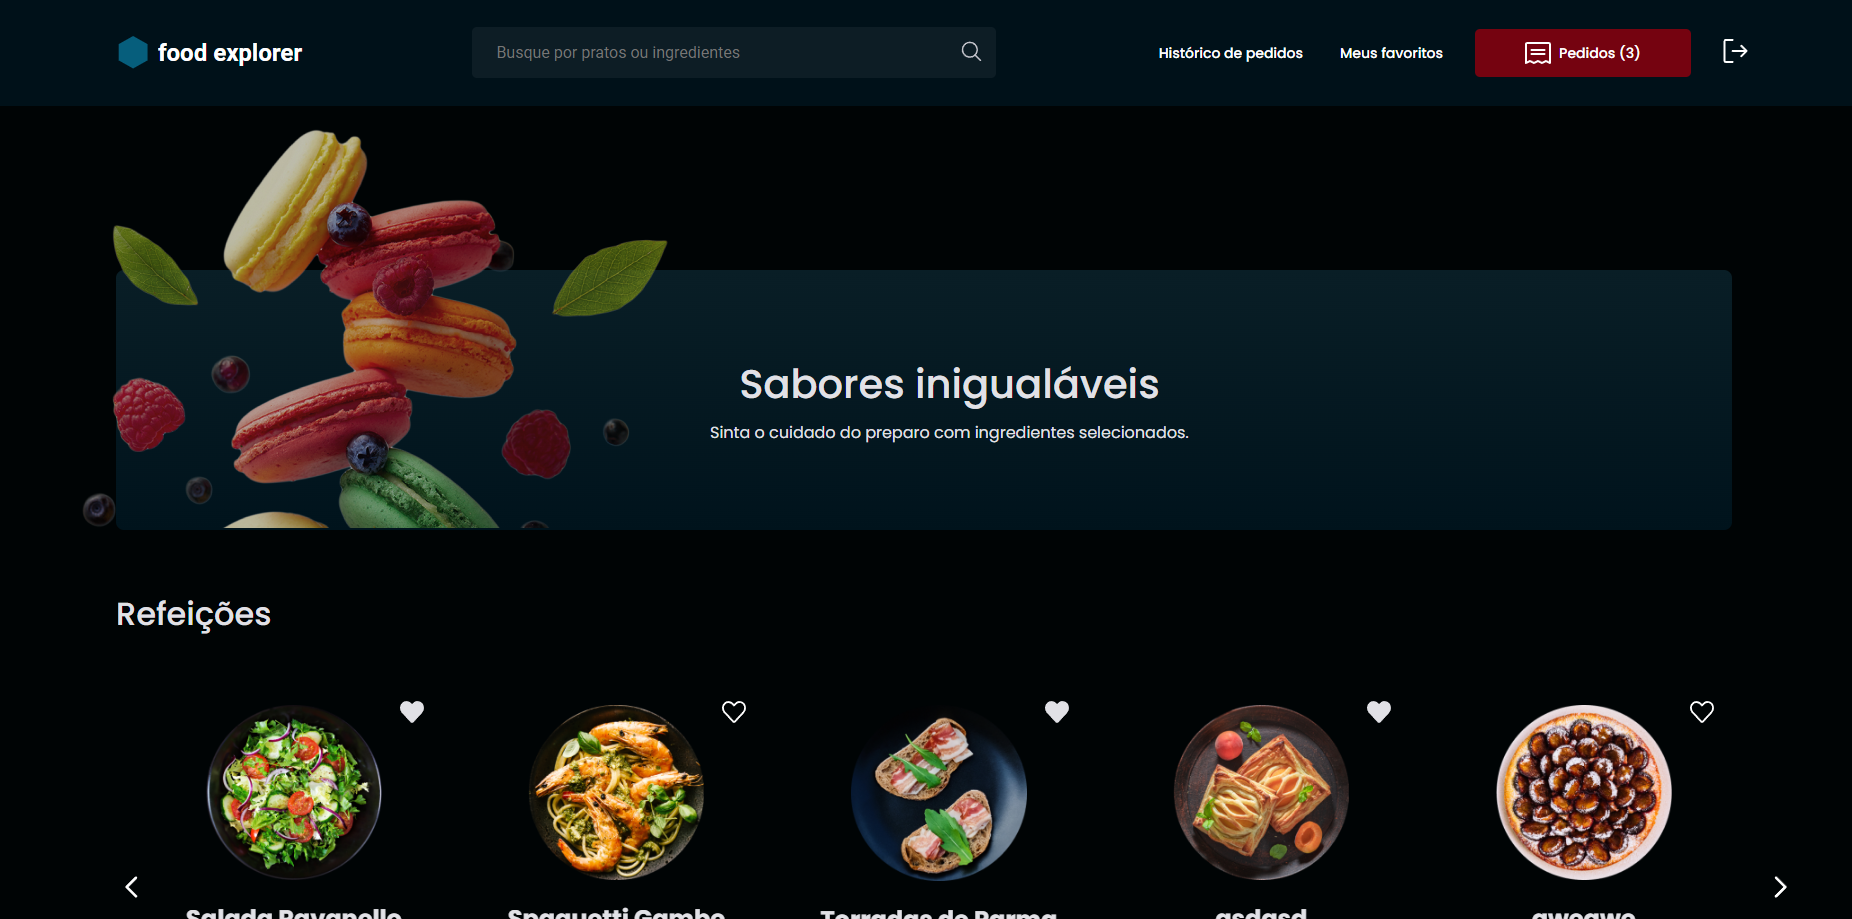 food explorer
Busque por pratos ou ingredientes
Histórico de pedidos
Meus favoritos
Pedidos (3)
Sabores inigualáveis
Sinta o cuidado do preparo com ingredientes selecionados.
Refeições
Salada Ravanello
Spaguetti Gambe
Torradas de Parma
asdasd
qweqwe